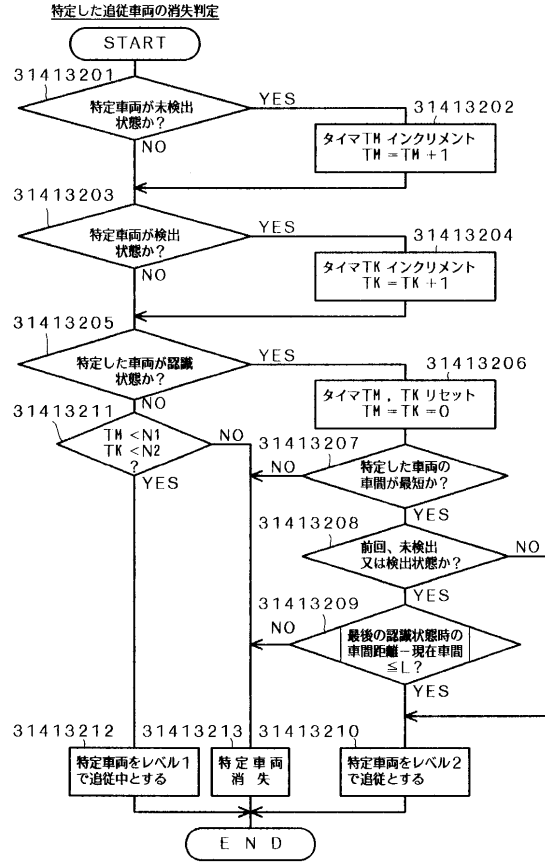 特定した追従車両の消失判定
START
31413201
特定車両が未検出
状態か?
YES
NO
31413202
タイマTM インクリメント
TM=TM+1
31413203
特定車両が検出
状態か?
YES
NO
31413204
タイマTK インクリメント
TK=TK+1
31413205
特定した車両が認識
状態か?
YES
NO
31413206
タイマTM,TK リセット
TM=TK=0
31413211
TM<N1
TK<N2
?
NO
YES
31413207
特定した車両の
車間が最短か?
NO
YES
31413208
前回、未検出
又は検出状態か?
NO
YES
31413209
最後の認識状態時の
車間距離-現在車間
≦L?
NO
YES
31413212
特定車両をレベル1
で追従中とする
31413213
特定車両
消失
31413210
特定車両をレベル2
で追従とする
END